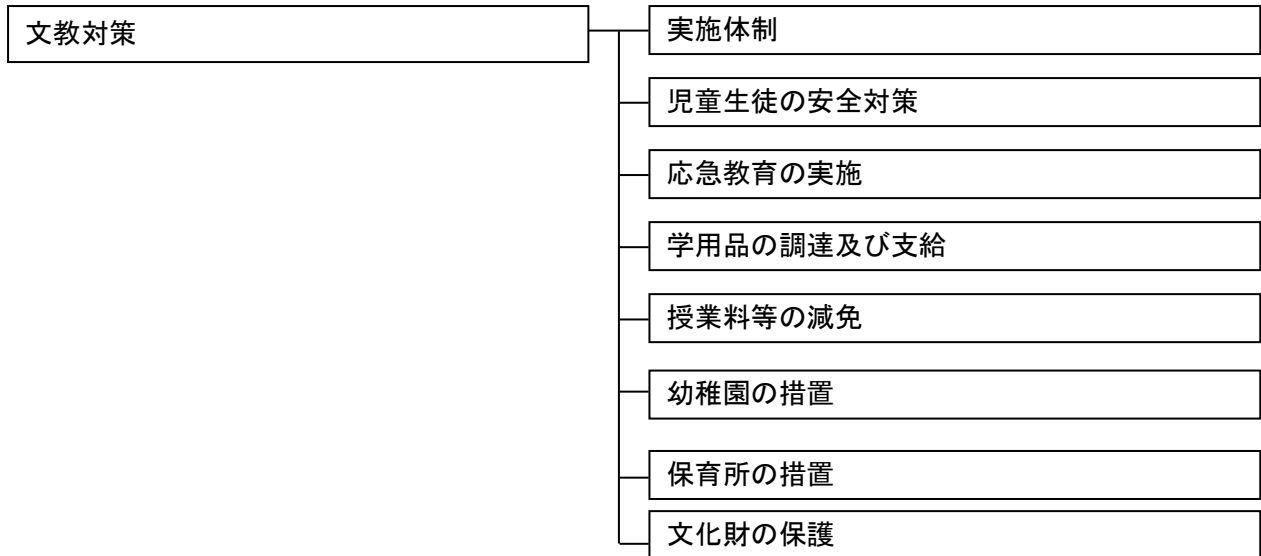 文教対策
実施体制
児童生徒の安全対策
応急教育の実施
学用品の調達及び支給
授業料等の減免
幼稚園の措置
保育所の措置
文化財の保護